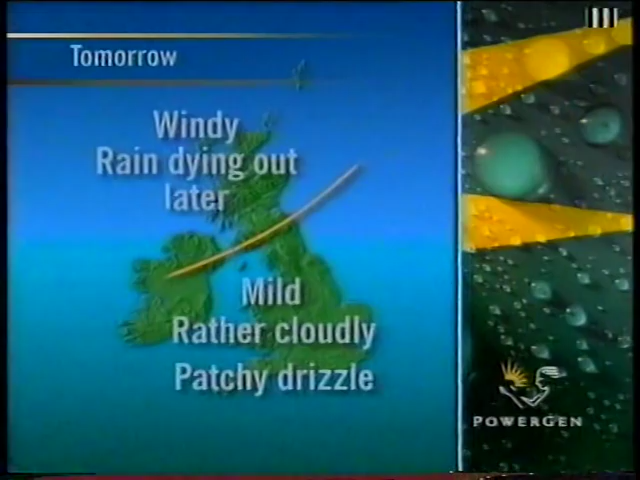 Tomorrow
Windy
Rain dying out
later
Mild
Rather cloudly
Patchy drizzle
POWERGEN